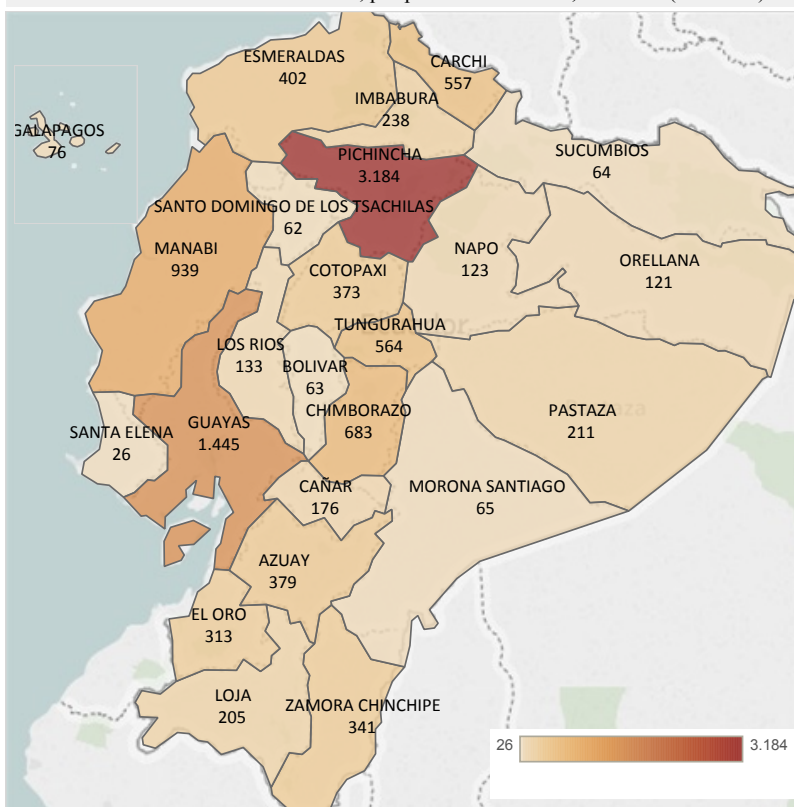 ESMERALDAS
402
CARCHI
557
IMBABURA
238
GALAPAGOS
76
PICHINCHA
3.184
SUCUMBIOS
64
SANTO DOMINGO DE LOS TSACHILAS
62
MANABI
939
NAPO
123
ORELLANA
121
COTOPAXI
373
TUNGURAHUA
564
LOS RIOS
133
BOLIVAR
63
CHIMBORAZO
683
PASTAZA
211
GUAYAS
1.445
SANTA ELENA
26
CAÑAR
176
MORONA SANTIAGO
65
AZUAY
379
EL ORO
313
LOJA
205
ZAMORA CHINCHIPE
341
26
3.184